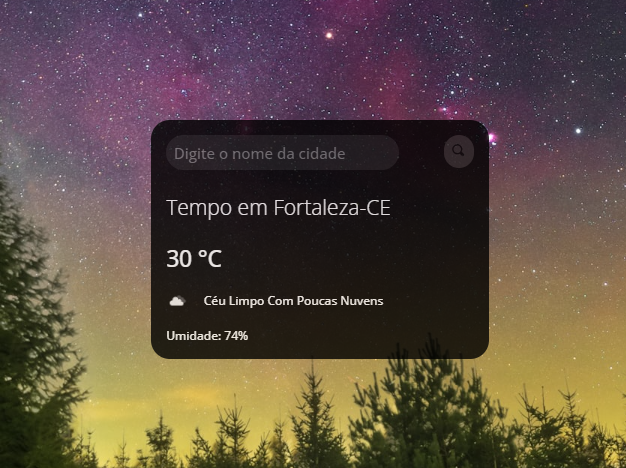 Digite o nome da cidade
Tempo em Fortaleza-CE
30 °C
Céu Limpo Com Poucas Nuvens
Umidade: 74%